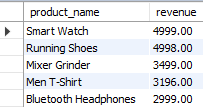 product_name revenue
Smart Watch 4999.00
Running Shoes 4998.00
Mixer Grinder 3499.00
Men T-Shirt 3196.00
Bluetooth Headphones 2999.00